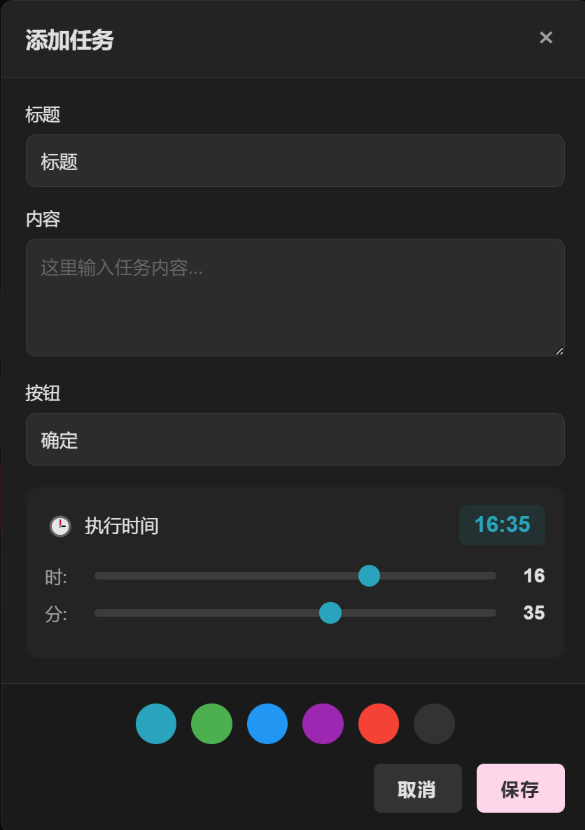 添加任务 ×
标题
标题
内容
这里输入任务内容...
按钮
确定
执行时间 16:35
时: 16
分: 35
取消 保存